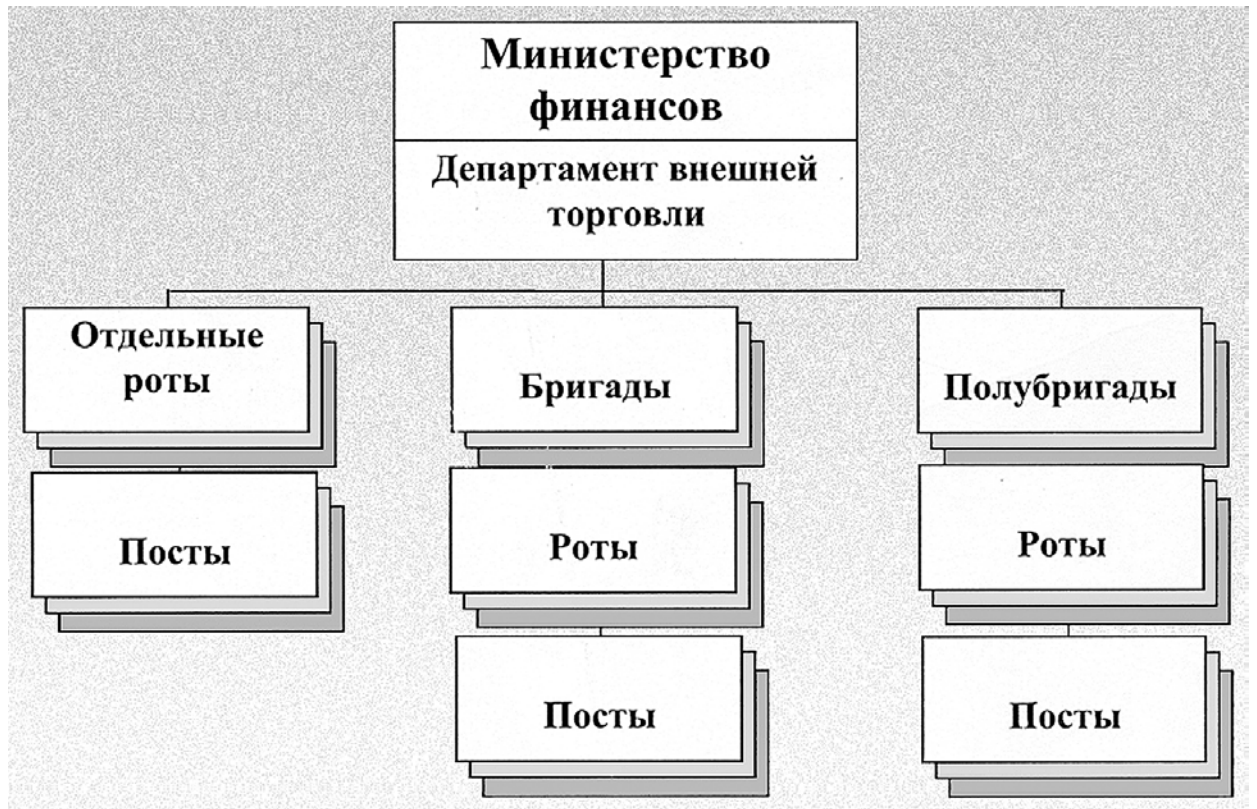 Министерство
финансов
Департамент внешней
торговли
Отдельные
роты
Бригады
Полубригады
Посты
Роты
Роты
Посты
Посты